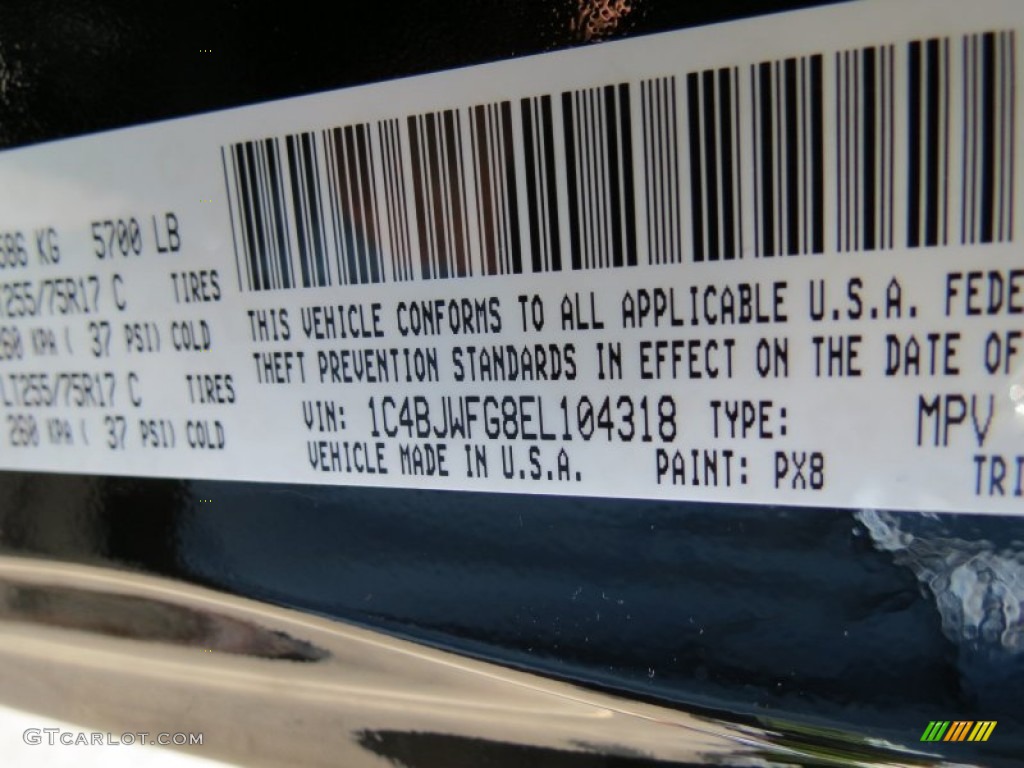 586 KG 5700 LB
T255/75R17 C TIRES
260 KPA ( 37 PSI) COLD
LT255/75R17 C TIRES
260 KPA ( 37 PSI) COLD
THIS VEHICLE CONFORMS TO ALL APPLICABLE U.S.A. FEDE
THEFT PREVENTION STANDARDS IN EFFECT ON THE DATE OF
VIN: 1C4BJWFG8EL104318 TYPE: MPV
VEHICLE MADE IN U.S.A. PAINT: PX8 TRI
GTCARLOT.COM